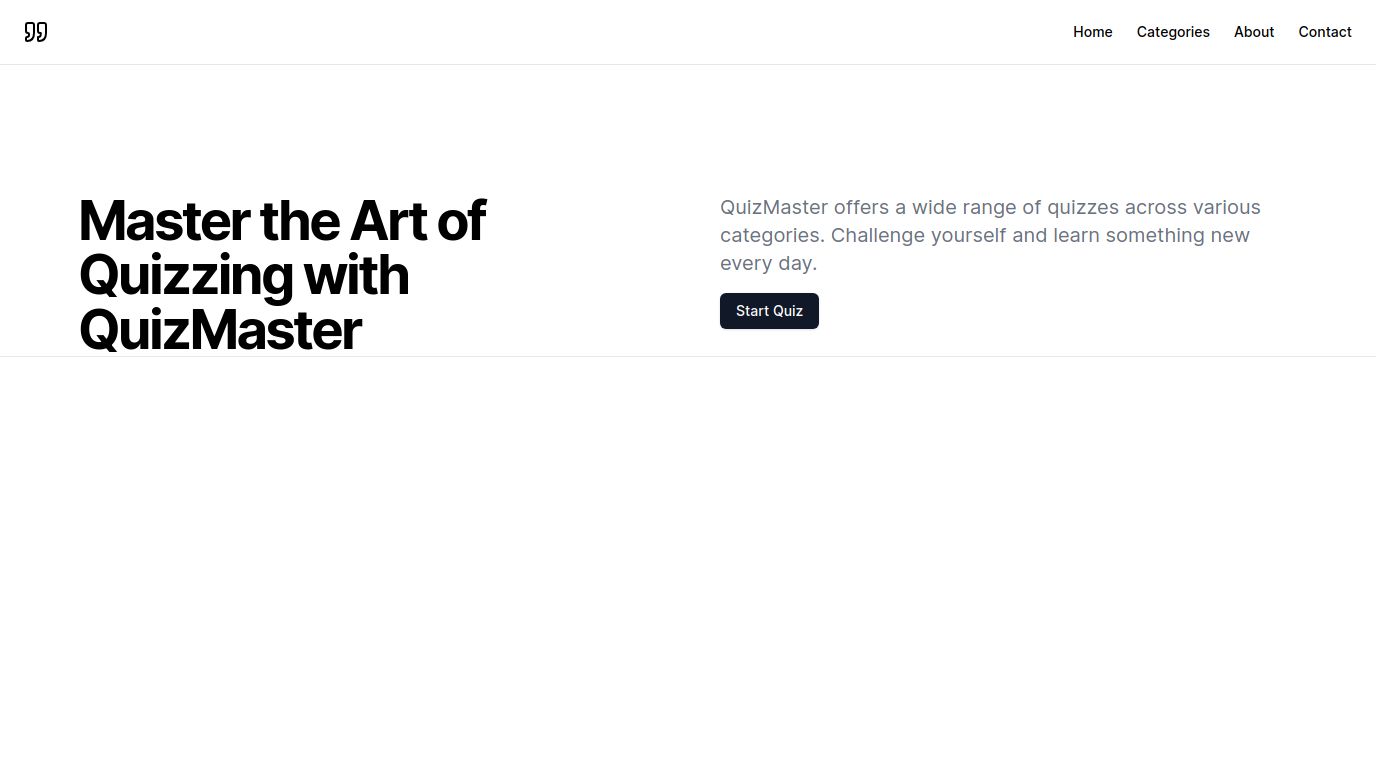 Home
Categories
About
Contact
Master the Art of
Quizzing with
QuizMaster
QuizMaster offers a wide range of quizzes across various
categories. Challenge yourself and learn something new
every day.
Start Quiz